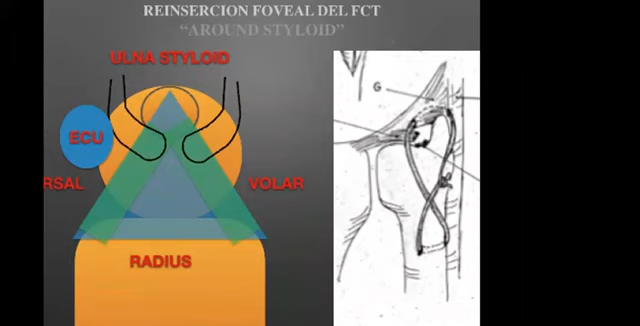 REINSERCION FOVEAL DEL FCT
“AROUND STYLOID”
ULNA STYLOID
ECU
RSAL
VOLAR
RADIUS
G